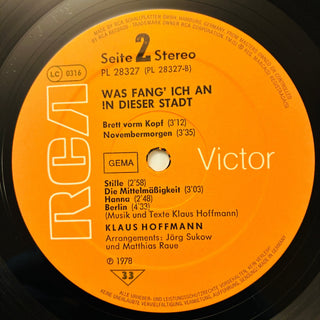 Seite 2 Stereo
LC 0316
PL 28327 (PL 28327-B)
WAS FANG' ICH AN
IN DIESER STADT
Brett vorm Kopf (3'12)
Novembermorgen (3'35)
GEMA
RCA
Victor
Stille (2'58)
Die Mittelmäßigkeit (3'03)
Hanna (2'48)
Berlin (4'33)
(Musik und Texte Klaus Hoffmann)
KLAUS HOFFMANN
Arrangements: Jörg Sukow
und Matthias Raue
℗ 1978
33